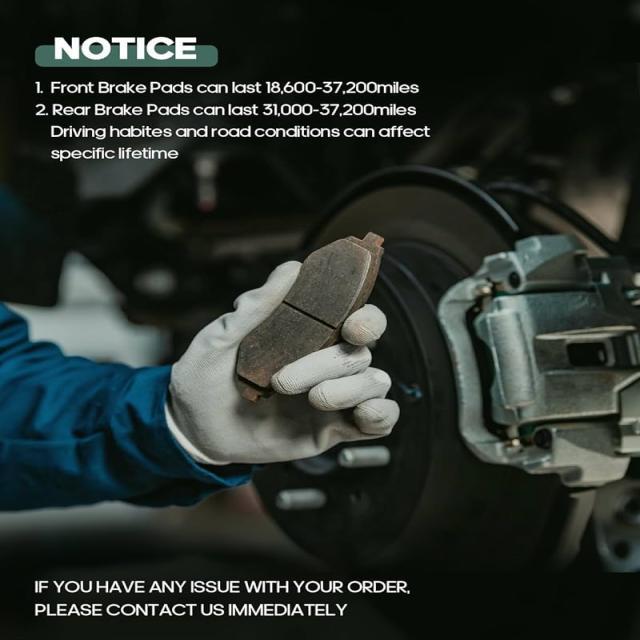 NOTICE
1. Front Brake Pads can last 18,600-37,200miles
2. Rear Brake Pads can last 31,000-37,200miles
Driving habites and road conditions can affect
specific lifetime
IF YOU HAVE ANY ISSUE WITH YOUR ORDER,
PLEASE CONTACT US IMMEDIATELY